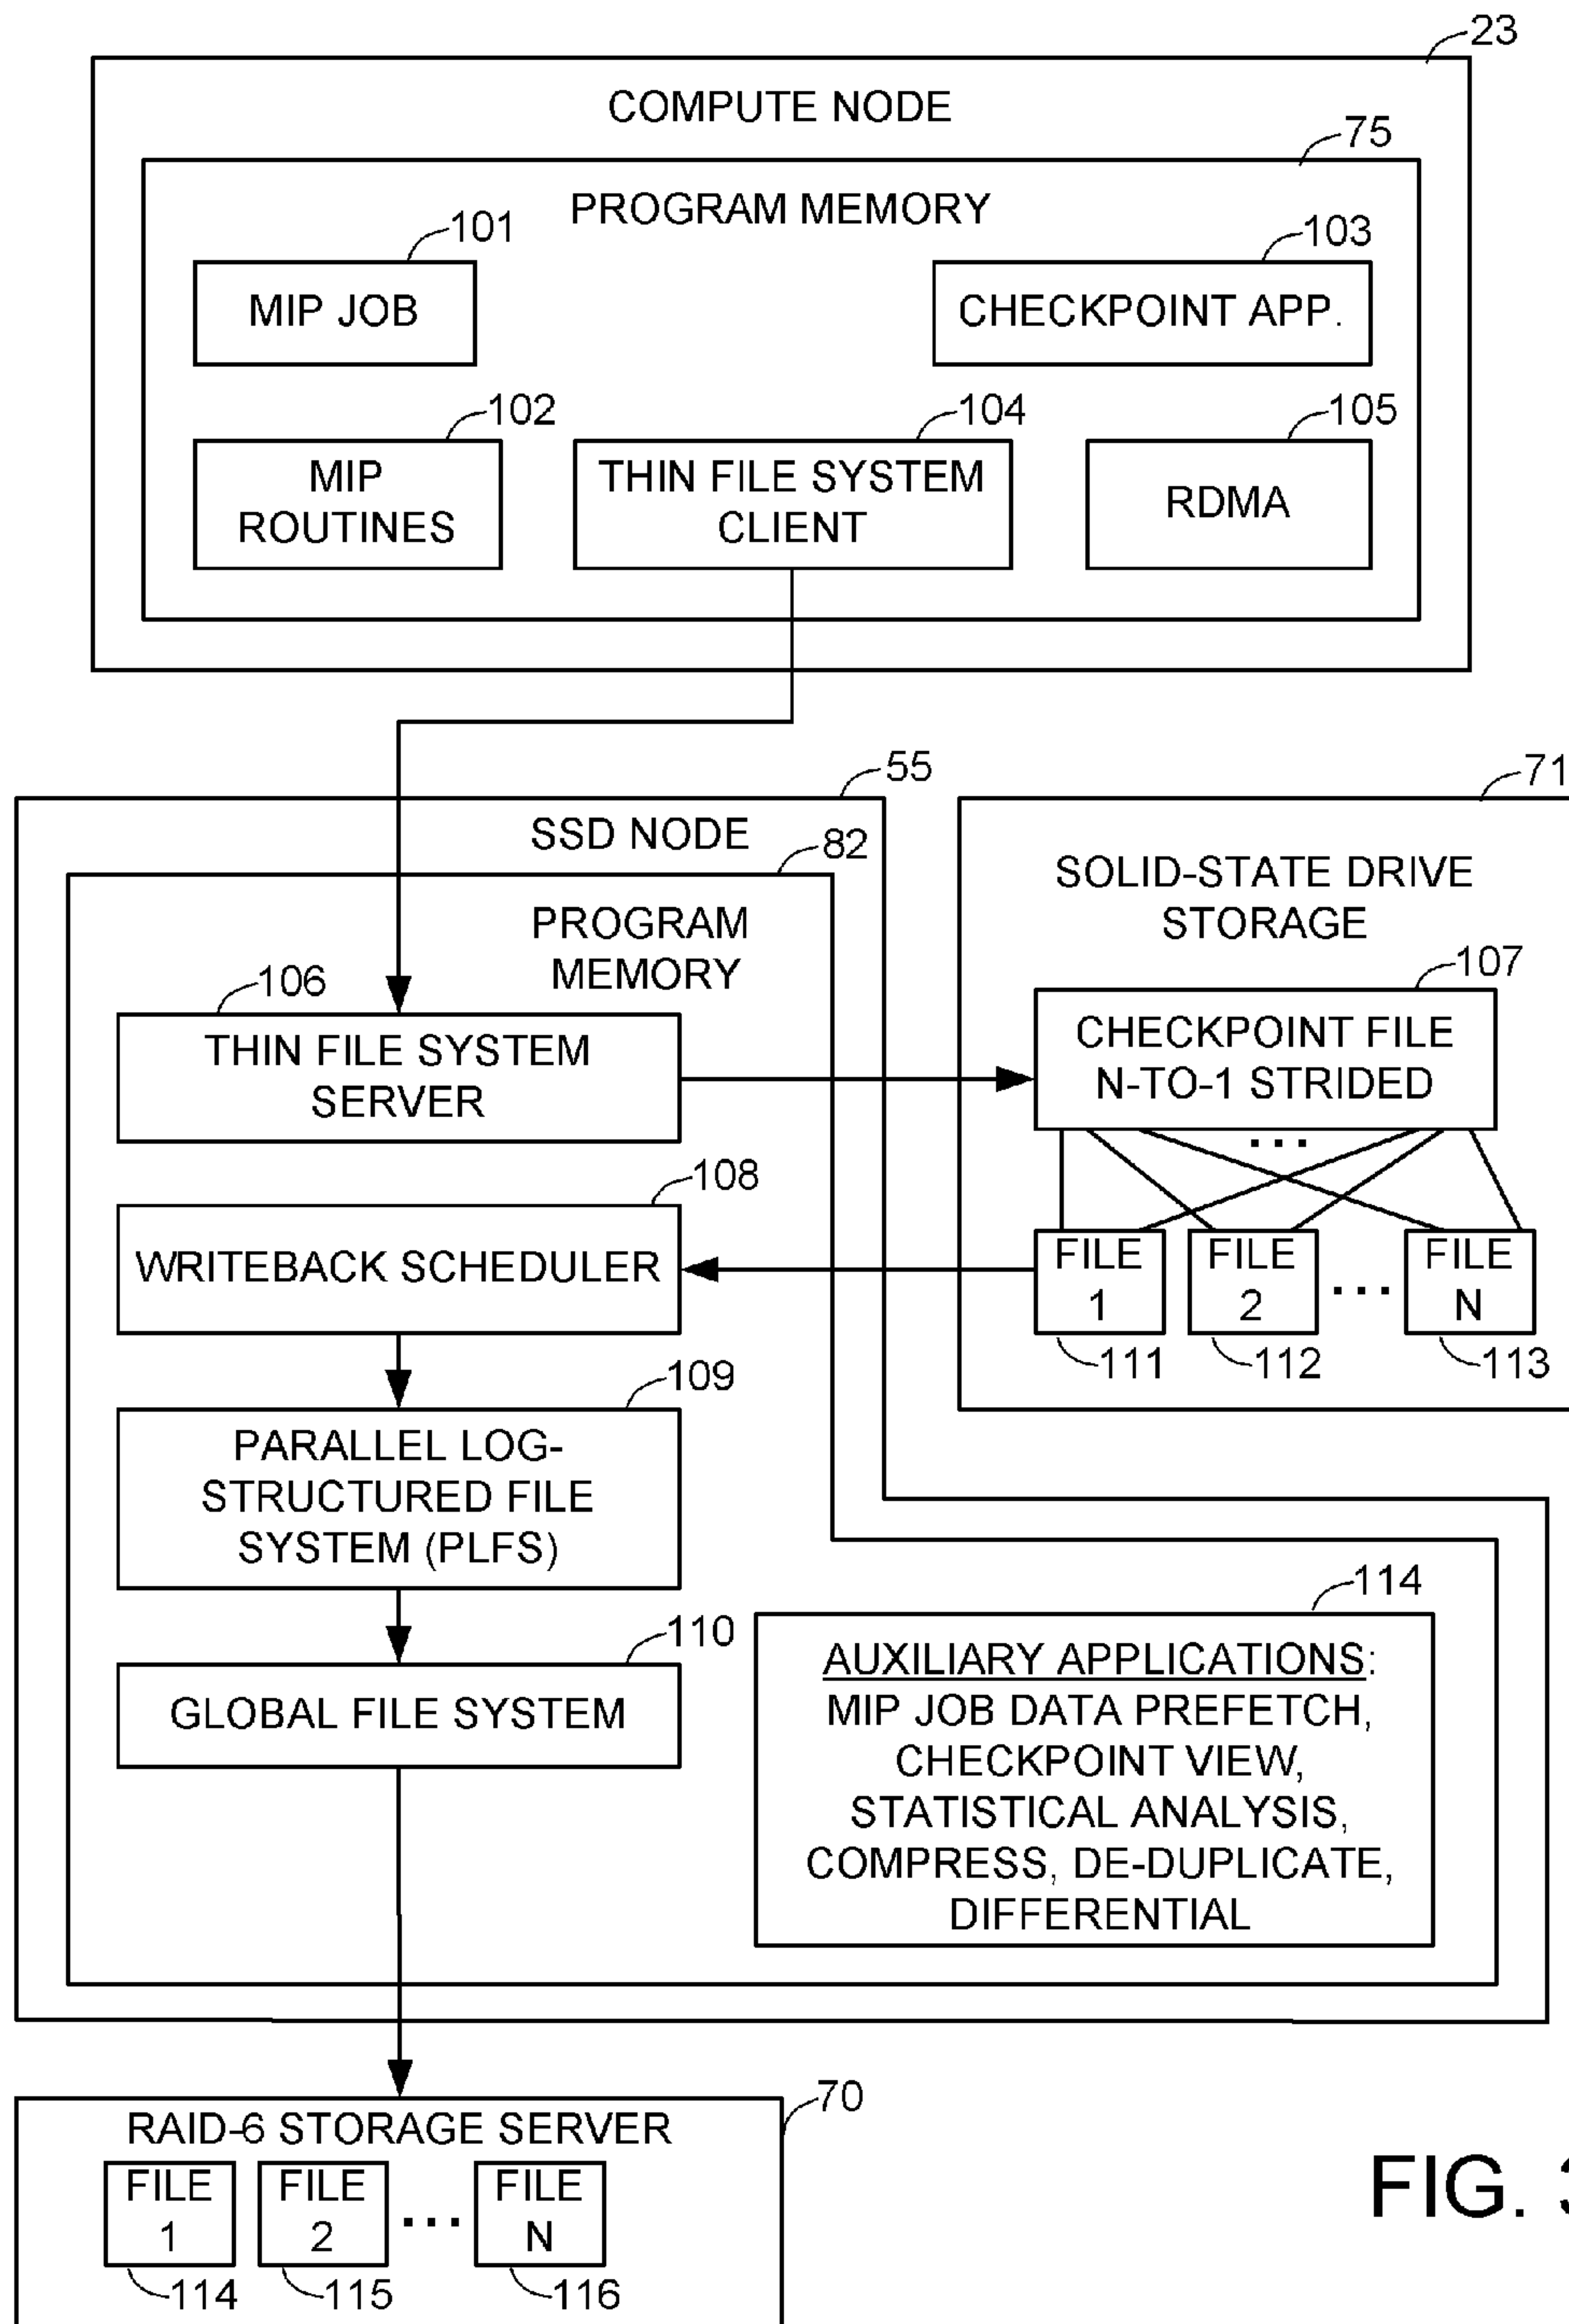 23
COMPUTE NODE
75
PROGRAM MEMORY
101
103
MIP JOB
CHECKPOINT APP.
102
104
105
MIP
ROUTINES
THIN FILE SYSTEM
CLIENT
RDMA
55
71
SSD NODE
82
SOLID-STATE DRIVE
STORAGE
PROGRAM
MEMORY
106
107
THIN FILE SYSTEM
SERVER
CHECKPOINT FILE
N-TO-1 STRIDED
...
108
WRITEBACK SCHEDULER
FILE
1
FILE
2
...
FILE
N
111
112
113
109
PARALLEL LOG-
STRUCTURED FILE
SYSTEM (PLFS)
114
110
GLOBAL FILE SYSTEM
AUXILIARY APPLICATIONS:
MIP JOB DATA PREFETCH,
CHECKPOINT VIEW,
STATISTICAL ANALYSIS,
COMPRESS, DE-DUPLICATE,
DIFFERENTIAL
70
RAID-6 STORAGE SERVER
FILE
1
FILE
2
...
FILE
N
114
115
116
FIG.